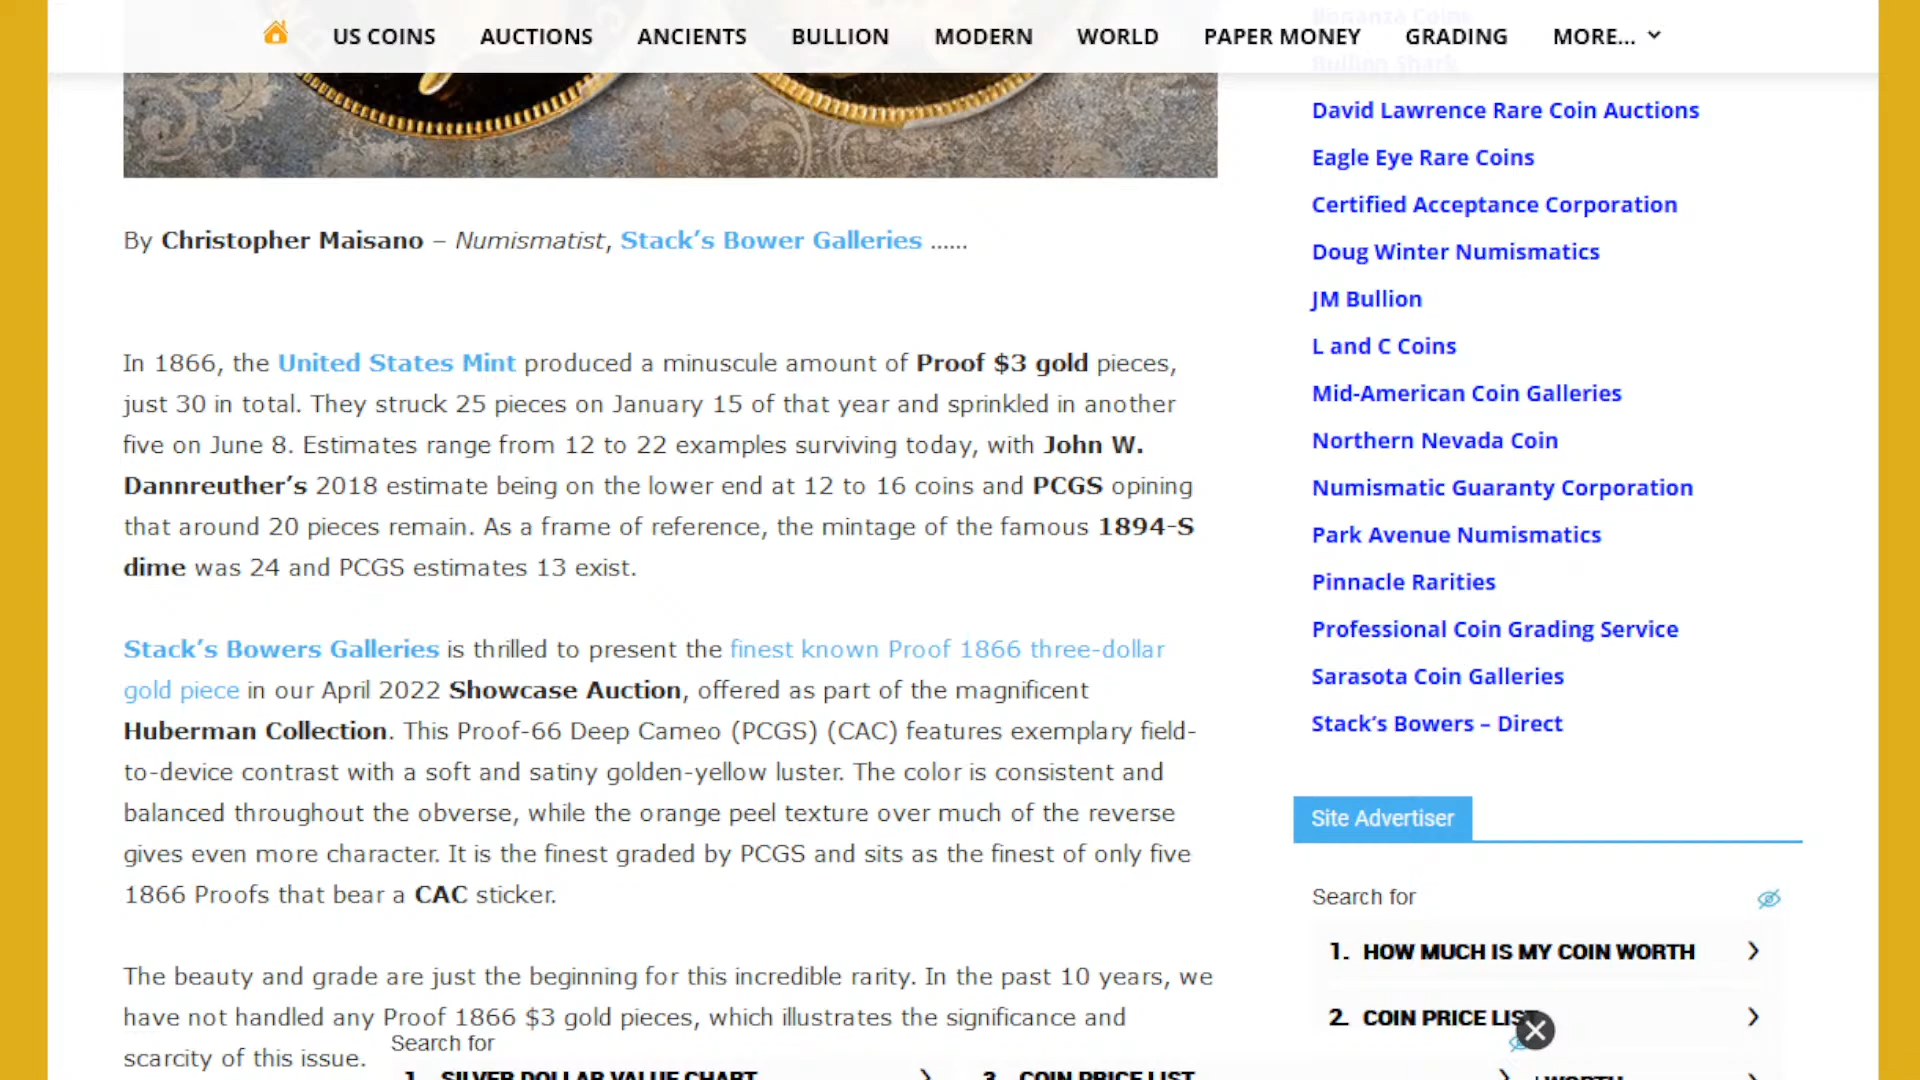 US COINS AUCTIONS ANCIENTS BULLION MODERN WORLD PAPER MONEY GRADING MORE...
By Christopher Maisano – Numismatist, Stack’s Bower Galleries ......
In 1866, the United States Mint produced a minuscule amount of Proof $3 gold pieces,
just 30 in total. They struck 25 pieces on January 15 of that year and sprinkled in another
five on June 8. Estimates range from 12 to 22 examples surviving today, with John W.
Dannreuther’s 2018 estimate being on the lower end at 12 to 16 coins and PCGS opining
that around 20 pieces remain. As a frame of reference, the mintage of the famous 1894-S
dime was 24 and PCGS estimates 13 exist.
Stack’s Bowers Galleries is thrilled to present the finest known Proof 1866 three-dollar
gold piece in our April 2022 Showcase Auction, offered as part of the magnificent
Huberman Collection. This Proof-66 Deep Cameo (PCGS) (CAC) features exemplary field-
to-device contrast with a soft and satiny golden-yellow luster. The color is consistent and
balanced throughout the obverse, while the orange peel texture over much of the reverse
gives even more character. It is the finest graded by PCGS and sits as the finest of only five
1866 Proofs that bear a CAC sticker.
The beauty and grade are just the beginning for this incredible rarity. In the past 10 years, we
have not handled any Proof 1866 $3 gold pieces, which illustrates the significance and
scarcity of this issue.
Bonanza Coins
Bullion Shark
David Lawrence Rare Coin Auctions
Eagle Eye Rare Coins
Certified Acceptance Corporation
Doug Winter Numismatics
JM Bullion
L and C Coins
Mid-American Coin Galleries
Northern Nevada Coin
Numismatic Guaranty Corporation
Park Avenue Numismatics
Pinnacle Rarities
Professional Coin Grading Service
Sarasota Coin Galleries
Stack’s Bowers – Direct
Site Advertiser
Search for
1. HOW MUCH IS MY COIN WORTH
2. COIN PRICE LIST
WORTH
Search for
1. SILVER DOLLAR VALUE CHART
3. COIN PRICE LIST